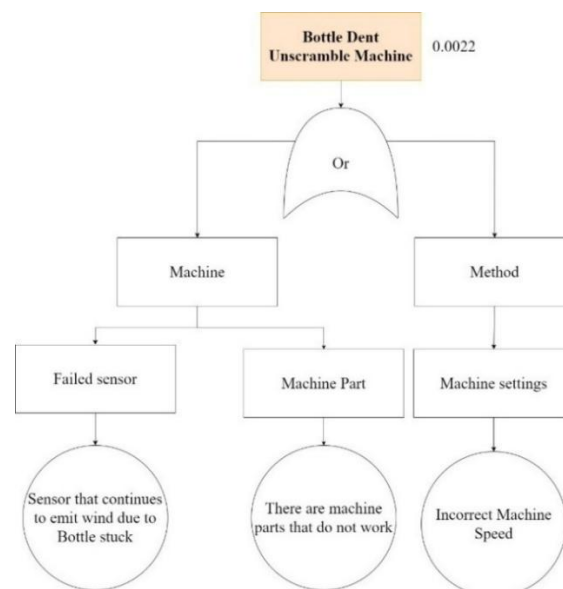 Bottle Dent
Unscramble Machine
0.0022
Or
Machine
Method
Failed sensor
Machine Part
Machine settings
Sensor that continues
to emit wind due to
Bottle stuck
There are machine
parts that do not work
Incorrect Machine
Speed